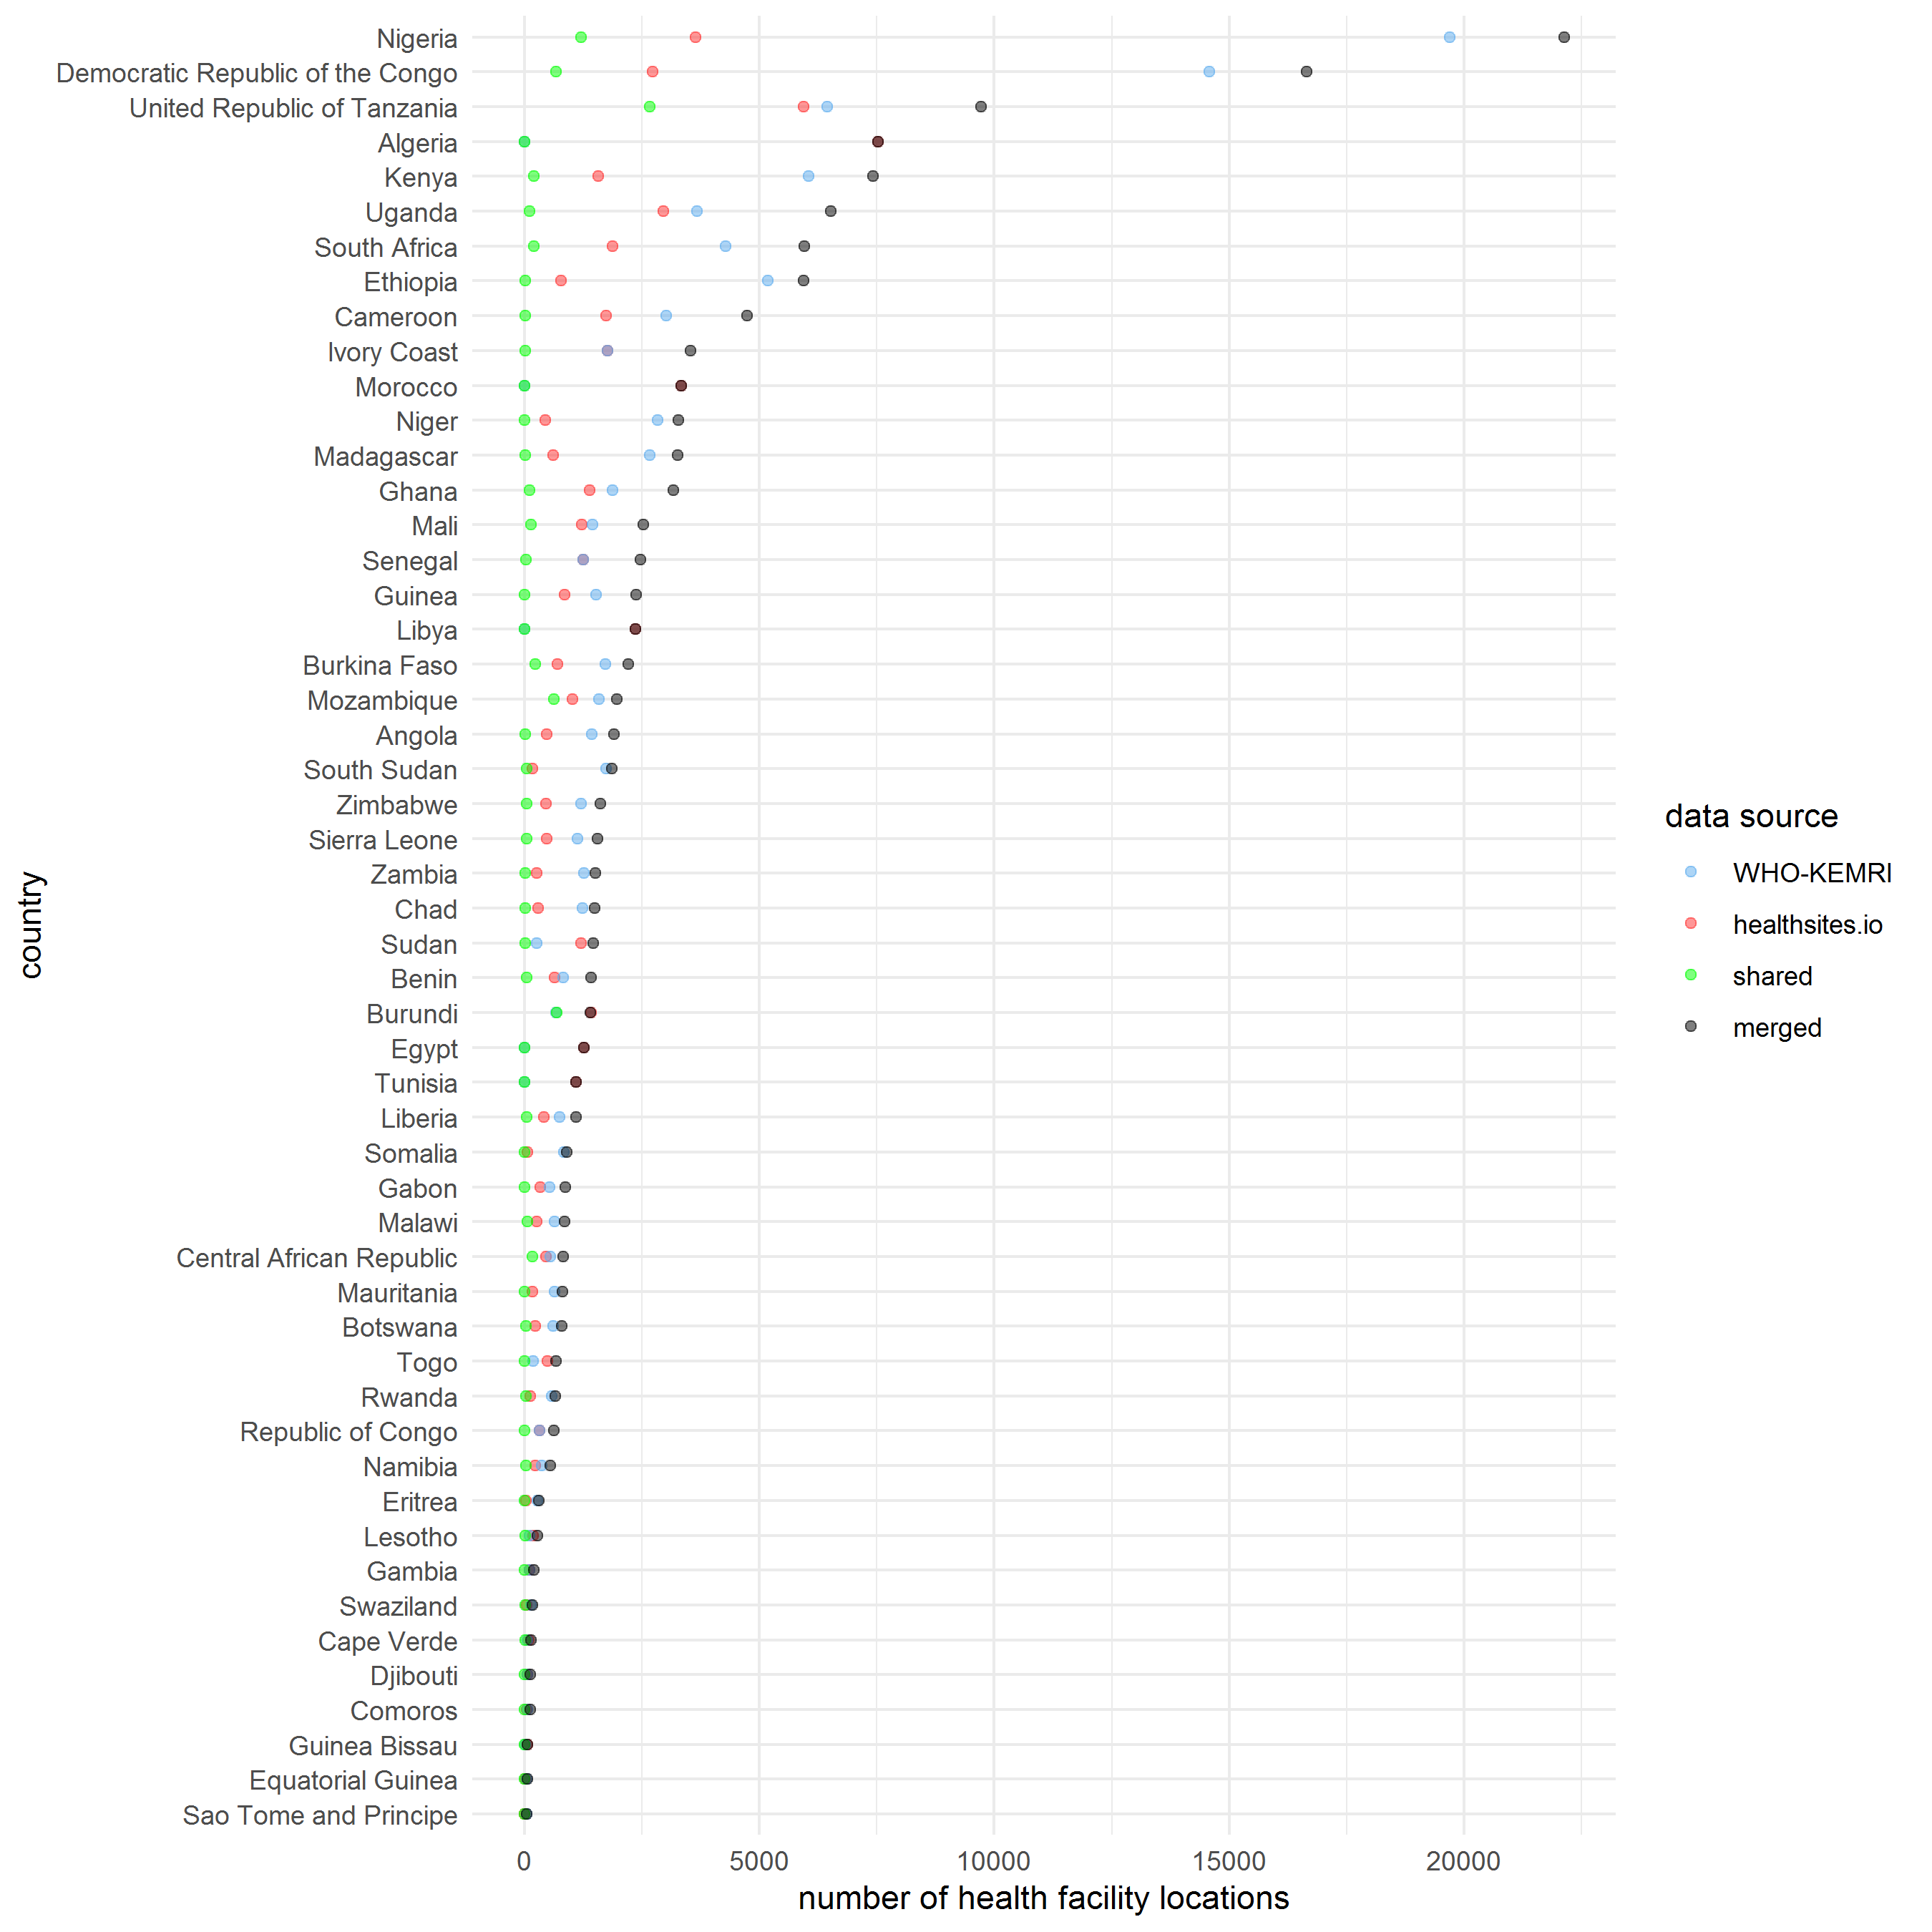 Nigeria
Democratic Republic of the Congo
United Republic of Tanzania
Algeria
Kenya
Uganda
South Africa
Ethiopia
Cameroon
Ivory Coast
Morocco
Niger
Madagascar
Ghana
Mali
Senegal
Guinea
Libya
Burkina Faso
Mozambique
Angola
South Sudan
Zimbabwe
Sierra Leone
Zambia
Chad
Sudan
Benin
Burundi
Egypt
Tunisia
Liberia
Somalia
Gabon
Malawi
Central African Republic
Mauritania
Botswana
Togo
Rwanda
Republic of Congo
Namibia
Eritrea
Lesotho
Gambia
Swaziland
Cape Verde
Djibouti
Comoros
Guinea Bissau
Equatorial Guinea
Sao Tome and Principe
country
0 5000 10000 15000 20000
number of health facility locations
data source
WHO-KEMRI
healthsites.io
shared
merged